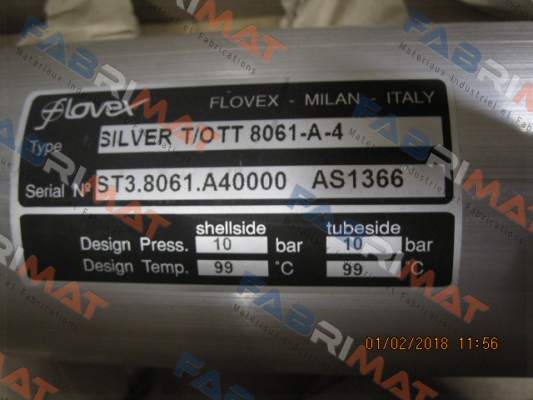 flovex FLOVEX - MILAN - ITALY
Type SILVER T/OTT 8061-A-4
Serial Nº ST3.8061.A40000 AS1366
shellside tubeside
Design Press. 10 bar 10 bar
Design Temp. 99 °C 99 °C
01/02/2018 11:56
FABRIMAT